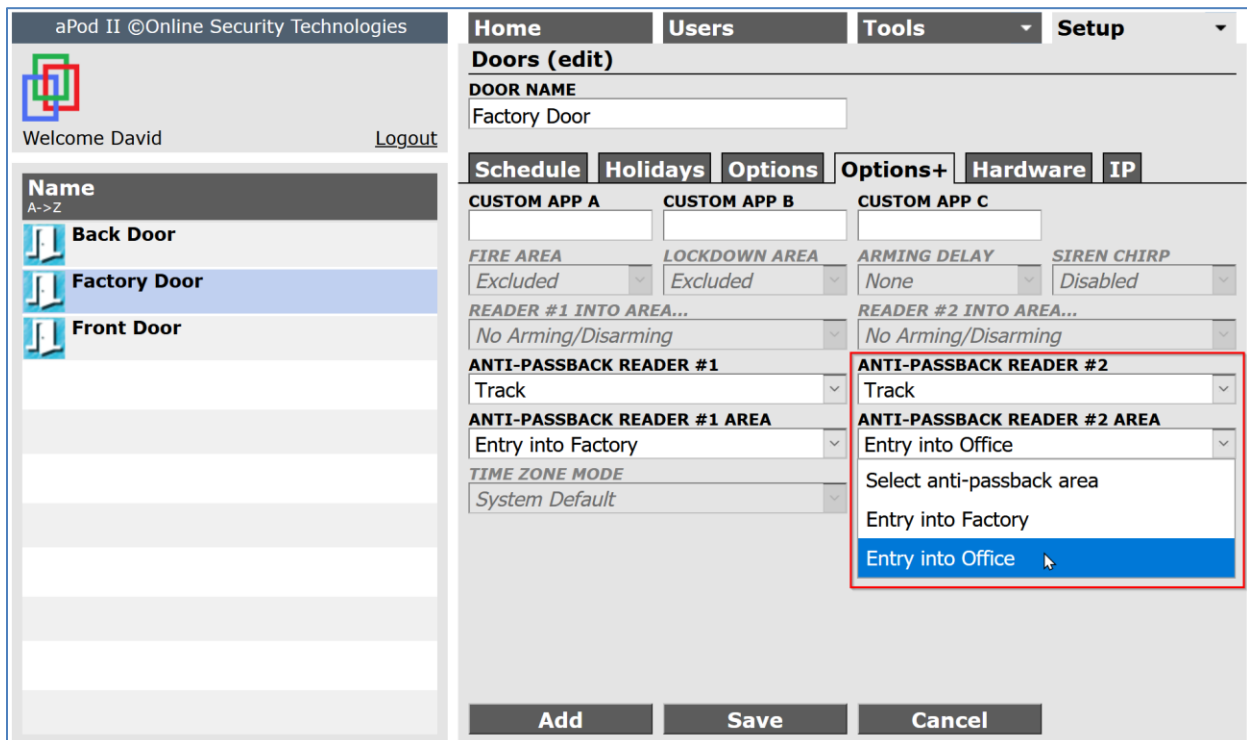 aPod II ©Online Security Technologies
Welcome David
Logout
Name
A->Z
Back Door
Factory Door
Front Door
Home
Users
Tools
Setup
Doors (edit)
DOOR NAME
Factory Door
Schedule Holidays Options Options+ Hardware IP
CUSTOM APP A CUSTOM APP B CUSTOM APP C
FIRE AREA LOCKDOWN AREA ARMING DELAY SIREN CHIRP
Excluded Excluded None Disabled
READER #1 INTO AREA... READER #2 INTO AREA...
No Arming/Disarming No Arming/Disarming
ANTI-PASSBACK READER #1 ANTI-PASSBACK READER #2
Track Track
ANTI-PASSBACK READER #1 AREA ANTI-PASSBACK READER #2 AREA
Entry into Factory Entry into Office
TIME ZONE MODE
System Default
Select anti-passback area
Entry into Factory
Entry into Office
Add Save Cancel